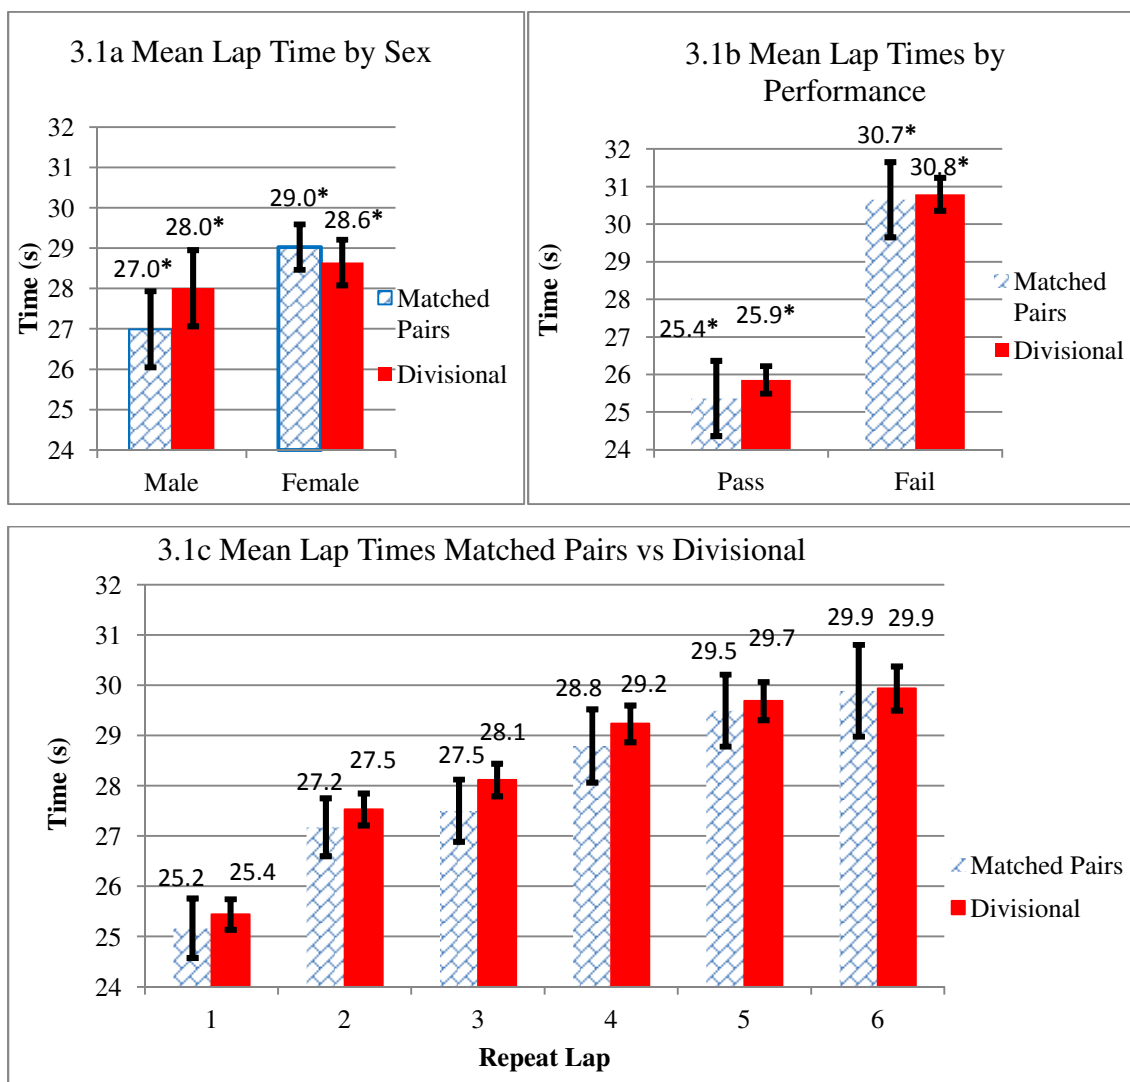 3.1a Mean Lap Time by Sex
Time (s)
32
31
30
29
28
27
26
25
24
27.0*
28.0*
29.0*
28.6*
Male
Female
Matched
Pairs
Divisional
3.1b Mean Lap Times by
Performance
Time (s)
32
31
30
29
28
27
26
25
24
25.4*
25.9*
30.7*
30.8*
Pass
Fail
Matched
Pairs
Divisional
3.1c Mean Lap Times Matched Pairs vs Divisional
Time (s)
32
31
30
29
28
27
26
25
24
25.2
25.4
27.2
27.5
27.5
28.1
28.8
29.2
29.5
29.7
29.9
29.9
1
2
3
4
5
6
Repeat Lap
Matched Pairs
Divisional